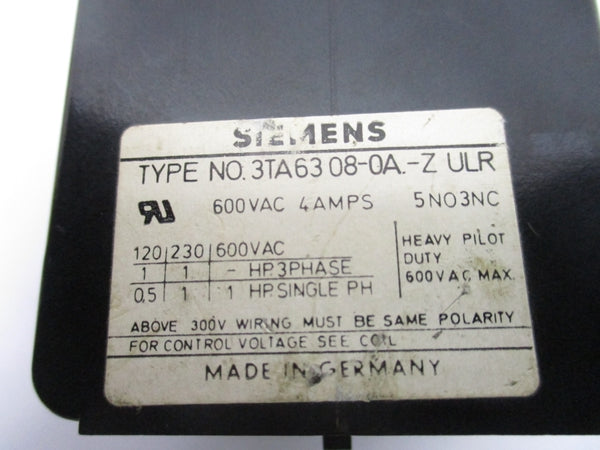 SIEMENS
TYPE NO. 3TA63 08-0A.-Z ULR
RU 600VAC 4AMPS 5NO3NC
120 230 600VAC
1 1 - HP.3PHASE
0.5 1 1 HP.SINGLE PH
HEAVY PILOT
DUTY
600VAC MAX.
ABOVE 300V WIRING MUST BE SAME POLARITY
FOR CONTROL VOLTAGE SEE COIL
MADE IN GERMANY